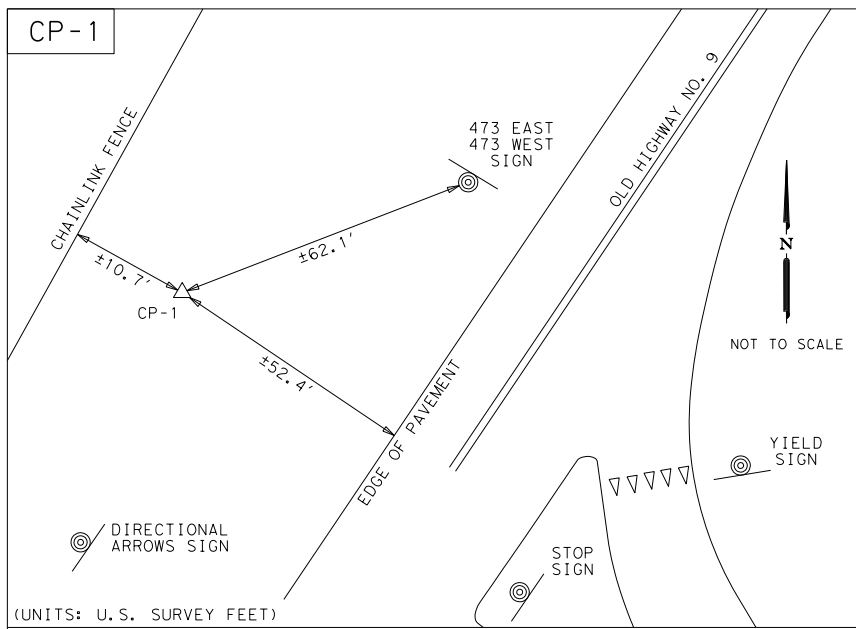 CP-1
CHAINLINK FENCE
473 EAST
473 WEST
SIGN
OLD HIGHWAY NO. 9
±10.7'
±62.1'
CP-1
±52.4'
N
NOT TO SCALE
EDGE OF PAVEMENT
YIELD
SIGN
DIRECTIONAL
ARROWS SIGN
STOP
SIGN
(UNITS: U.S. SURVEY FEET)